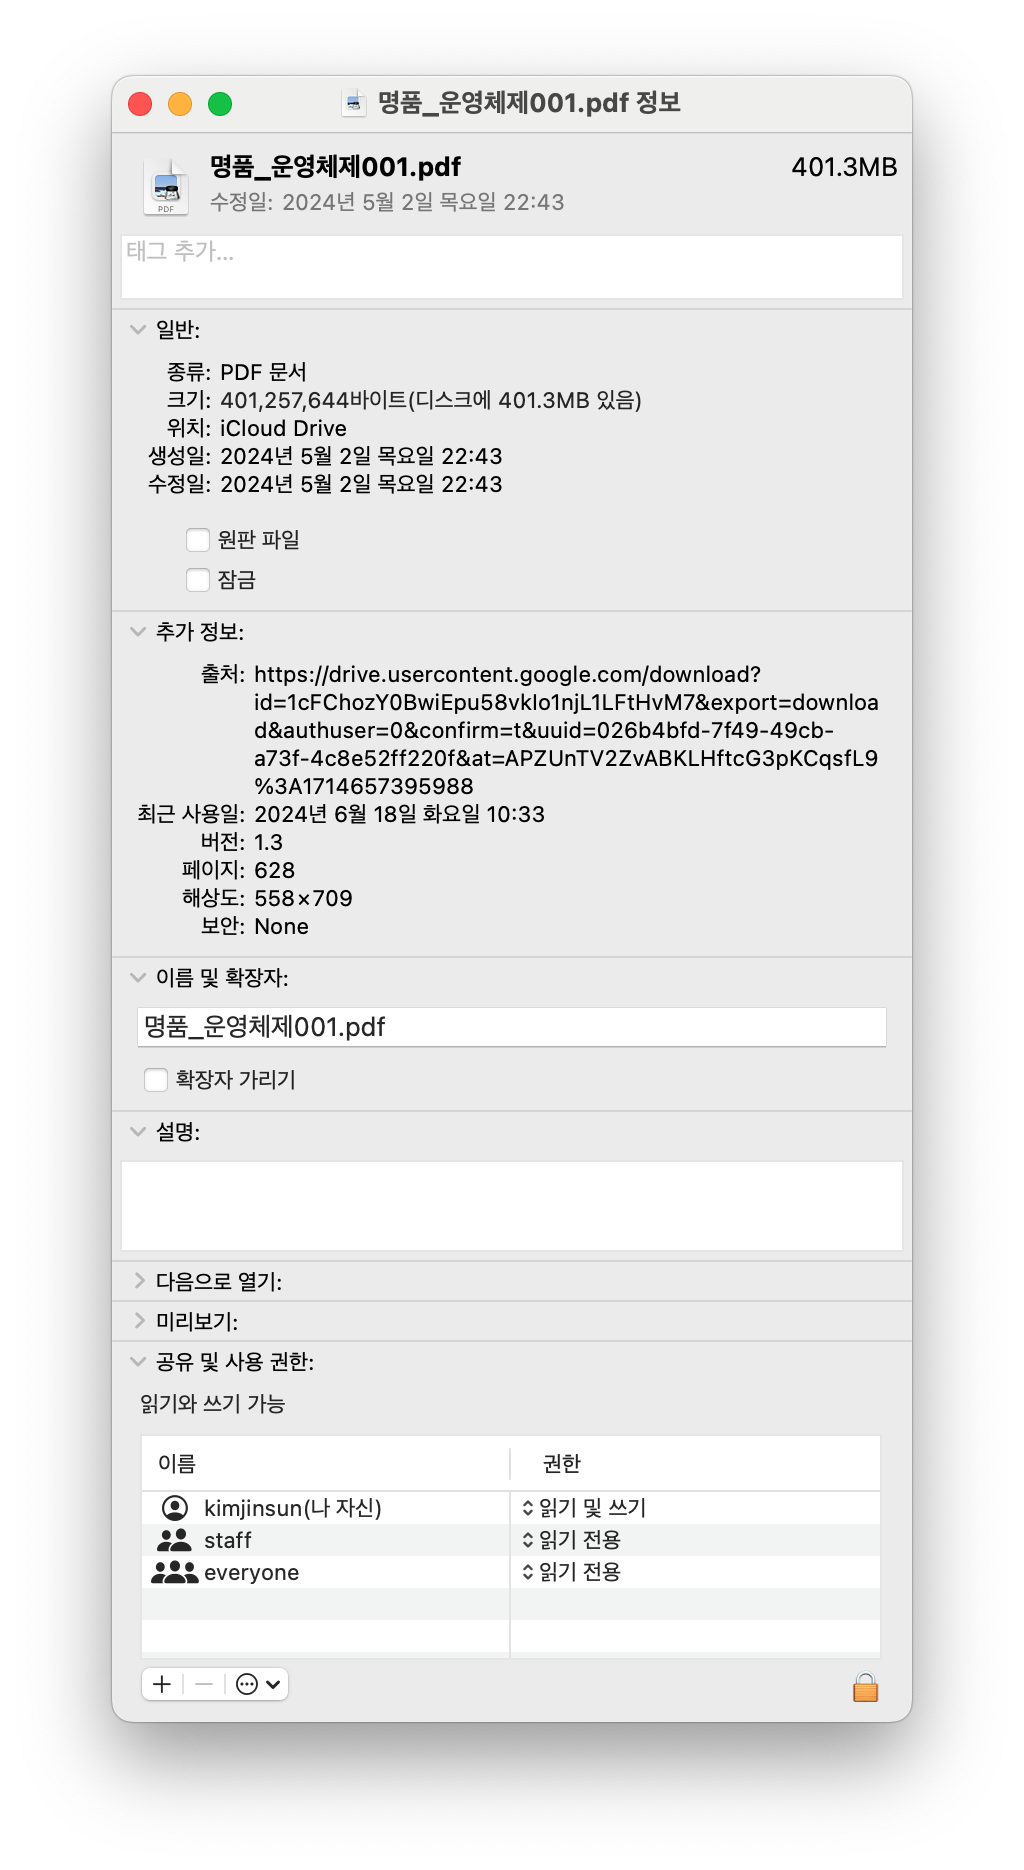 명품_운영체제001.pdf 정보
명품_운영체제001.pdf
401.3MB
수정일: 2024년 5월 2일 목요일 22:43
PDF
태그 추가...
일반:
종류: PDF 문서
크기: 401,257,644바이트(디스크에 401.3MB 있음)
위치: iCloud Drive
생성일: 2024년 5월 2일 목요일 22:43
수정일: 2024년 5월 2일 목요일 22:43
원판 파일
잠금
추가 정보:
출처: https://drive.usercontent.google.com/download?
id=1cFChozY0BwiEpu58vkIo1njL1LFtHvM7&export=downloa
d&authuser=0&confirm=t&uuid=026b4bfd-7f49-49cb-
a73f-4c8e52ff220f&at=APZUnTV2ZvABKLHftcG3pKCqsfL9
%3A1714657395988
최근 사용일: 2024년 6월 18일 화요일 10:33
버전: 1.3
페이지: 628
해상도: 558×709
보안: None
이름 및 확장자:
명품_운영체제001.pdf
확장자 가리기
설명:
다음으로 열기:
미리보기:
공유 및 사용 권한:
읽기와 쓰기 가능
이름 권한
kimjinsun(나 자신) 읽기 및 쓰기
staff 읽기 전용
everyone 읽기 전용